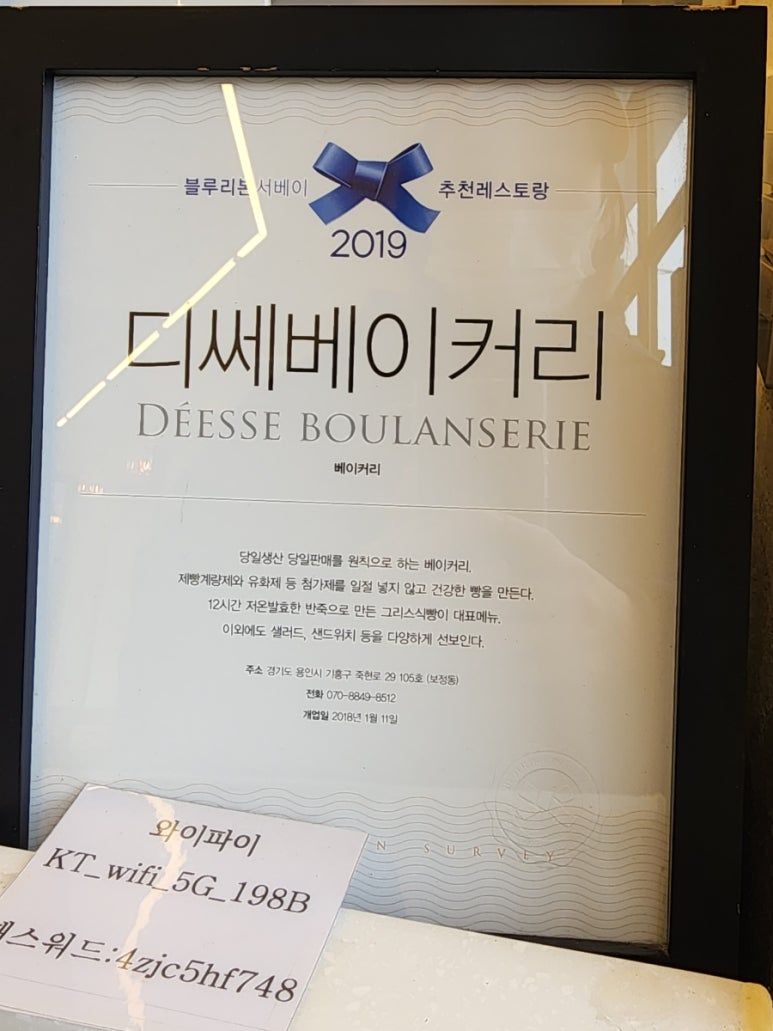 블루리본서베이 추천레스토랑
2019
디쎄베이커리
DÉESSE BOULANSERIE
베이커리
당일생산 당일판매를 원칙으로 하는 베이커리.
제빵계량제와 유화제 등 첨가제를 일절 넣지 않고 건강한 빵을 만든다.
12시간 저온발효한 반죽으로 만든 그리스식빵이 대표메뉴.
이외에도 샐러드, 샌드위치 등을 다양하게 선보인다.
주소 경기도 용인시 기흥구 죽현로 29 105호 (보정동)
전화 070-8849-8512
개업일 2018년 1월 11일
N SURVEY
와이파이
KT_wifi_5G_198B
패스워드:4zjc5hf748